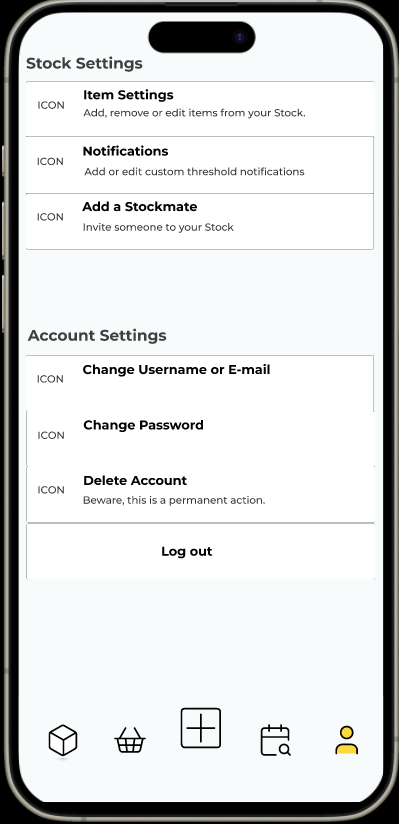 Stock Settings
ICON
Item Settings
Add, remove or edit items from your Stock.
ICON
Notifications
Add or edit custom threshold notifications
ICON
Add a Stockmate
Invite someone to your Stock
Account Settings
ICON
Change Username or E-mail
ICON
Change Password
ICON
Delete Account
Beware, this is a permanent action.
Log out